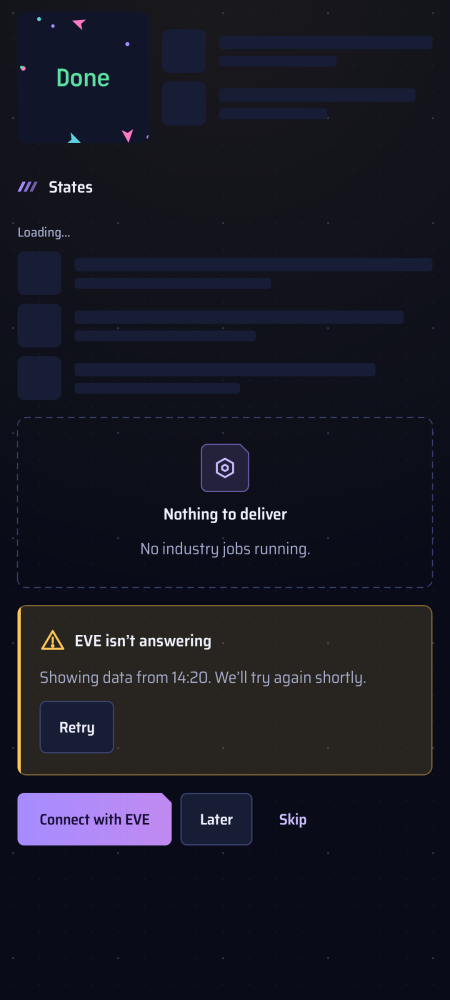 Done
States
Loading...
Nothing to deliver
No industry jobs running.
EVE isn't answering
Showing data from 14:20. We'll try again shortly.
Retry
Connect with EVE
Later
Skip